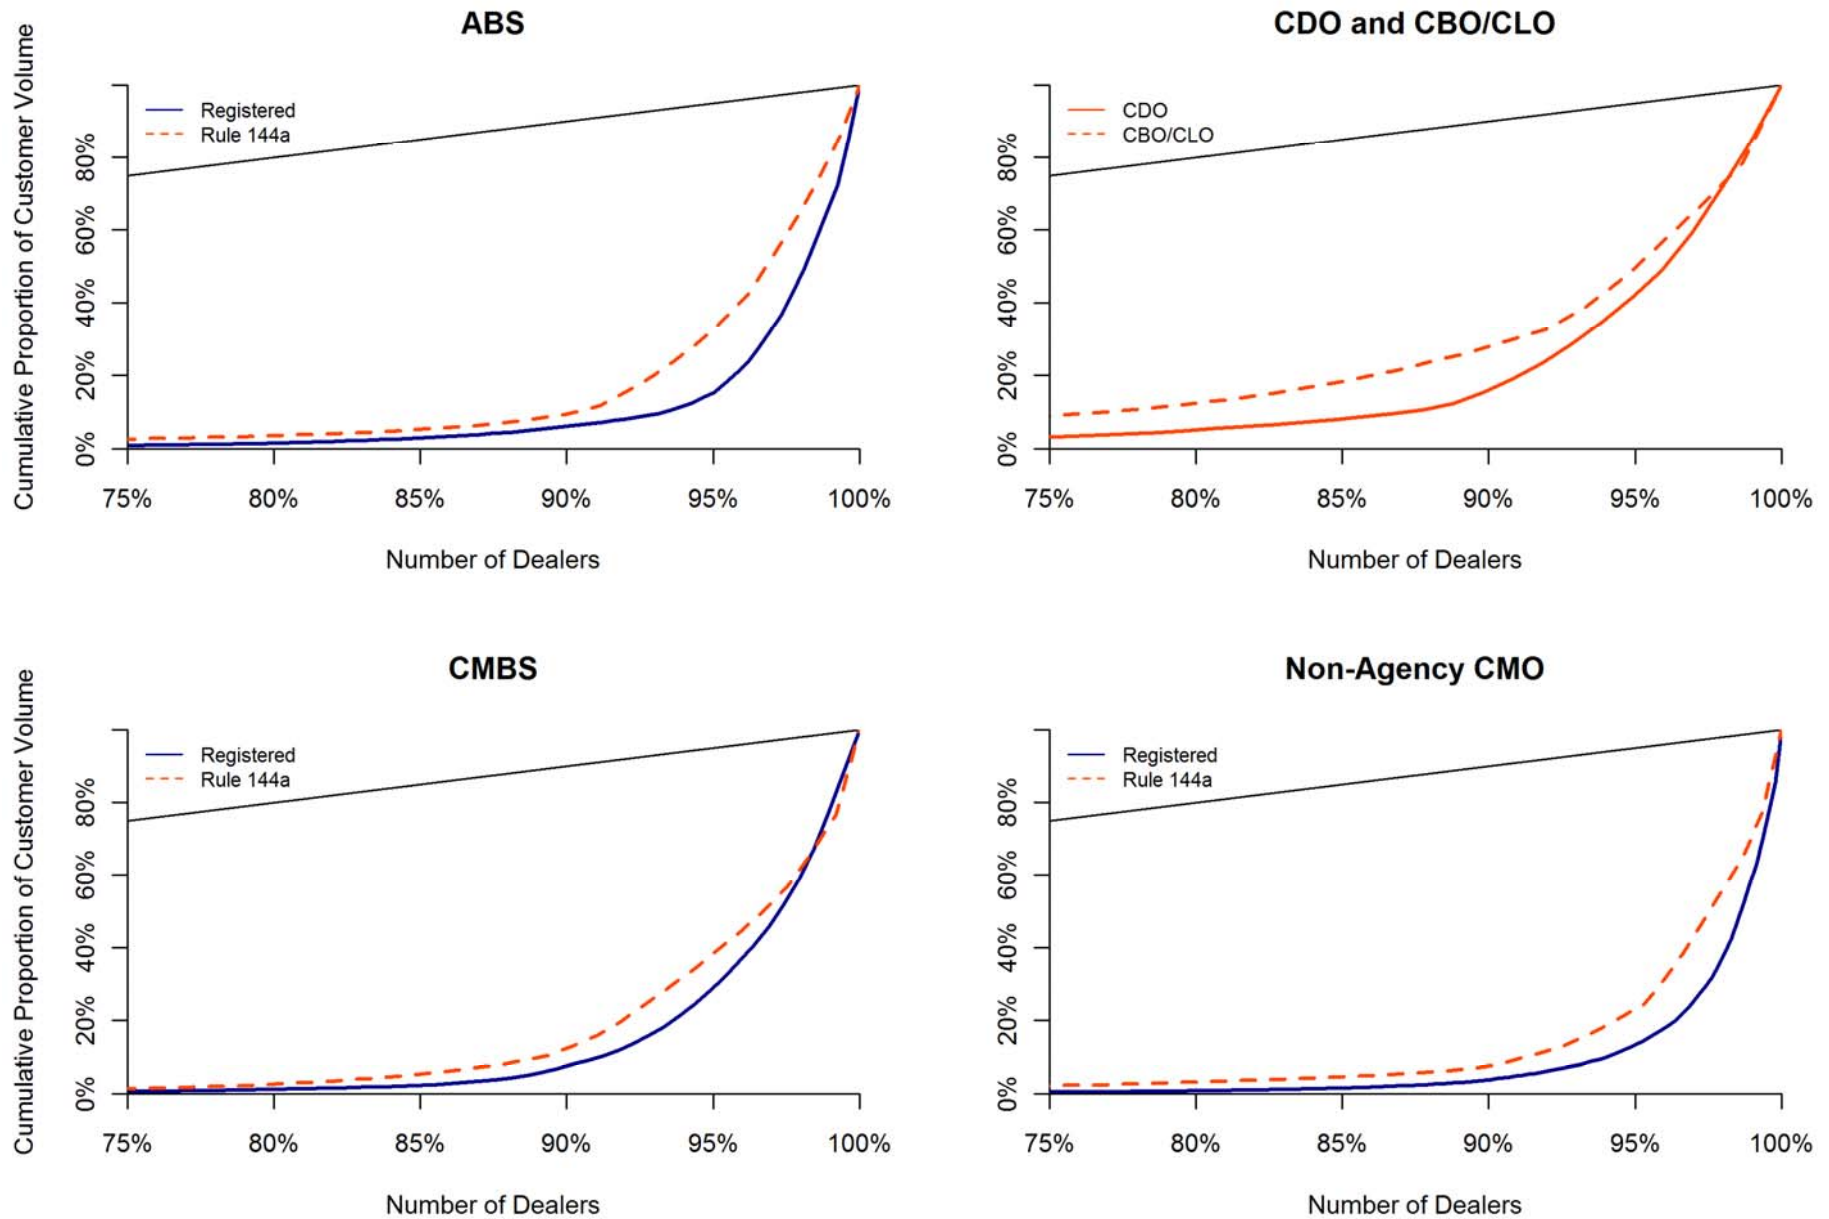 ABS
Cumulative Proportion of Customer Volume
Registered
Rule 144a
0%
20%
40%
60%
80%
75%
80%
85%
90%
95%
100%
Number of Dealers
CDO and CBO/CLO
CDO
CBO/CLO
0%
20%
40%
60%
80%
75%
80%
85%
90%
95%
100%
Number of Dealers
CMBS
Cumulative Proportion of Customer Volume
Registered
Rule 144a
0%
20%
40%
60%
80%
75%
80%
85%
90%
95%
100%
Number of Dealers
Non-Agency CMO
Registered
Rule 144a
0%
20%
40%
60%
80%
75%
80%
85%
90%
95%
100%
Number of Dealers